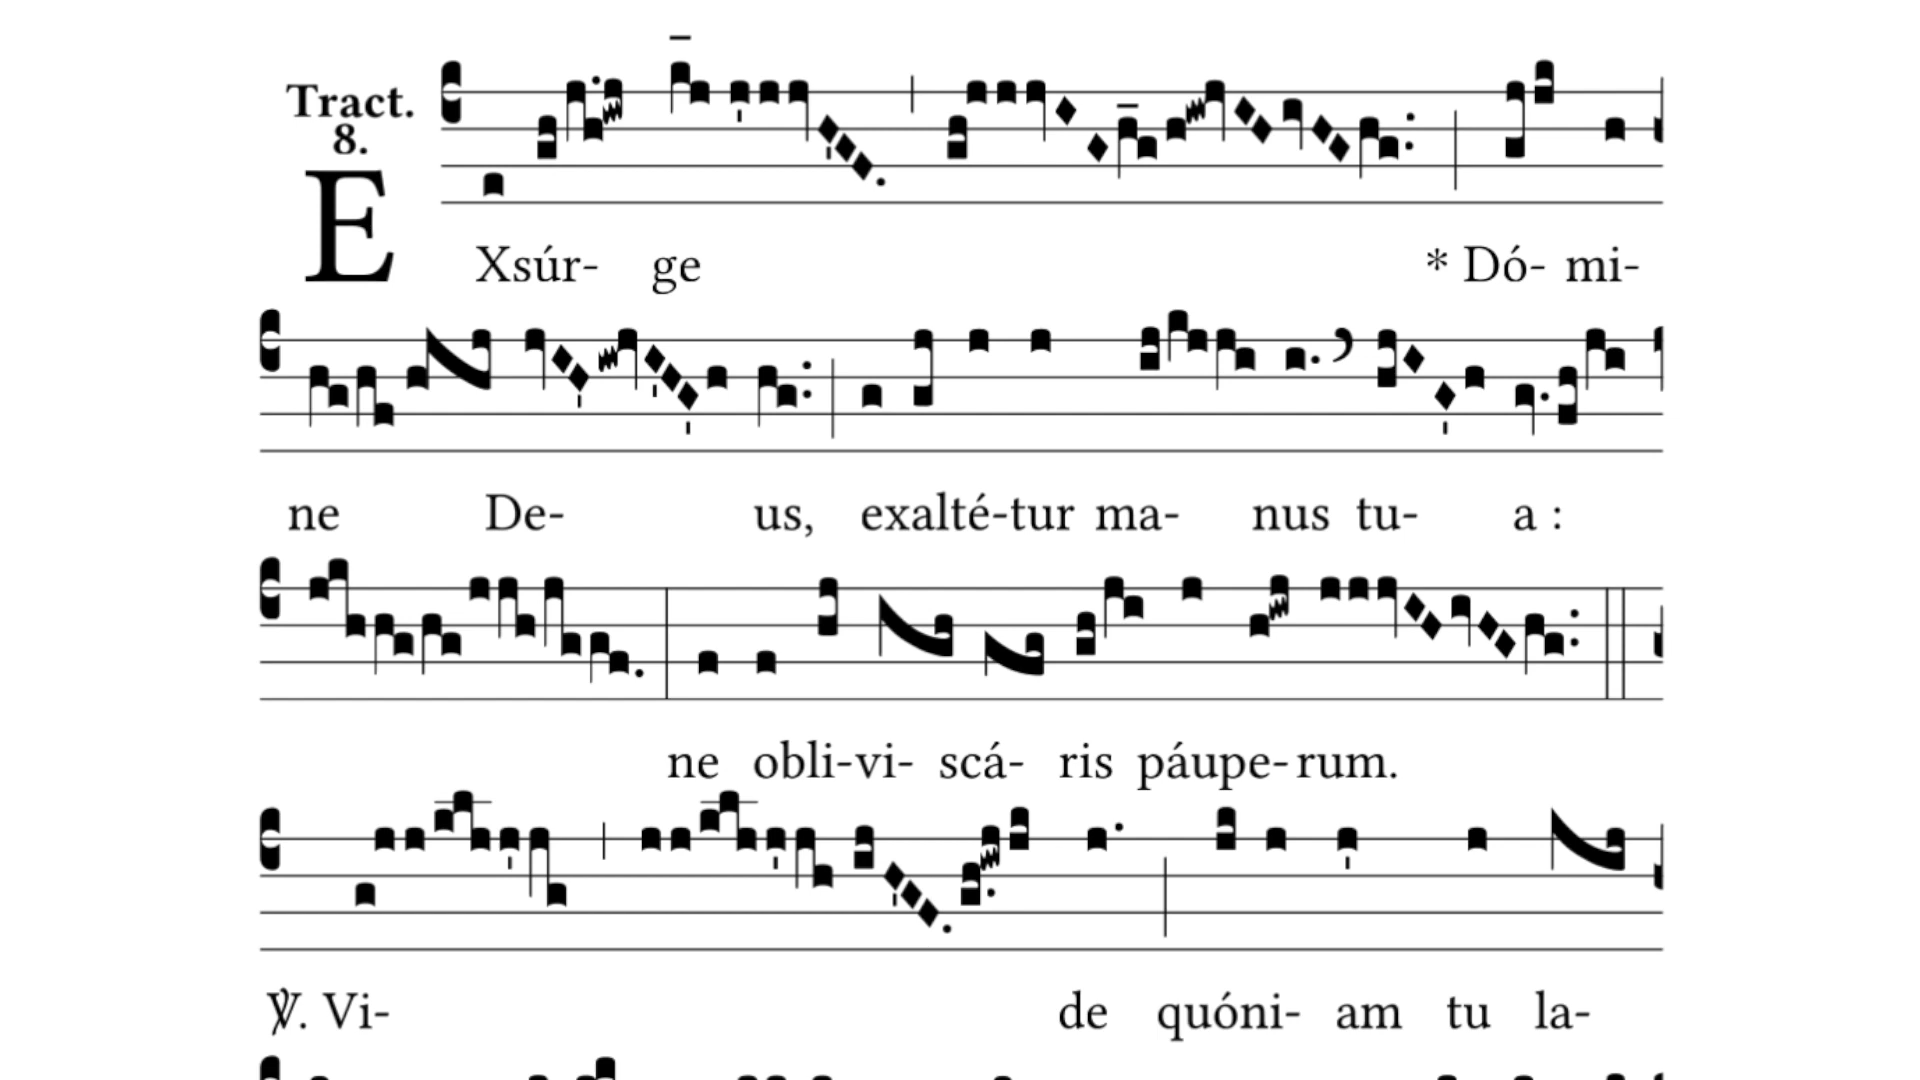 Tract.
8.
EXsúr- ge * Dó- mi-
ne De- us, exalté-tur ma- nus tu- a :
ne obli-vi- scá- ris páupe-rum.
℣. Vi- de quóni- am tu la-